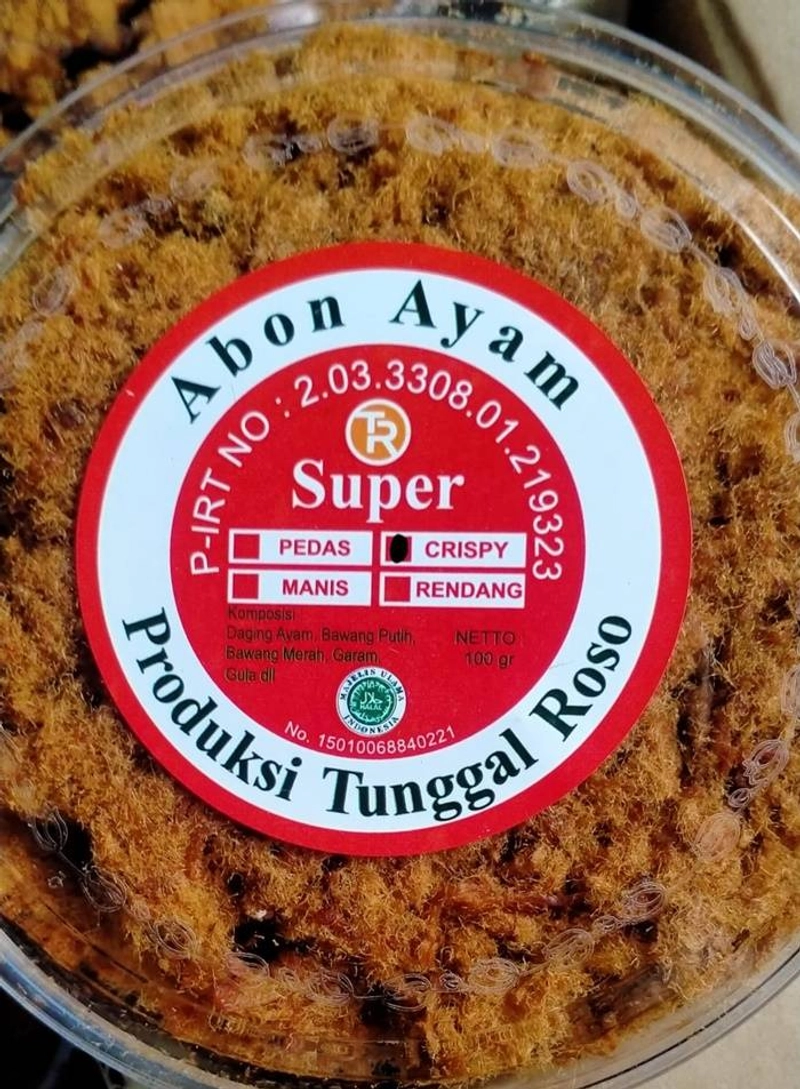 Abon Ayam
P-IRT NO : 2.03.3308.01.219323
TR
Super
PEDAS
CRISPY
MANIS
RENDANG
Komposisi
Daging Ayam, Bawang Putih,
Bawang Merah, Garam,
Gula dll
NETTO :
100 gr
MAJELIS ULAMA
حلال
HALAL
INDONESIA
No. 15010068840221
Produksi Tunggal Roso